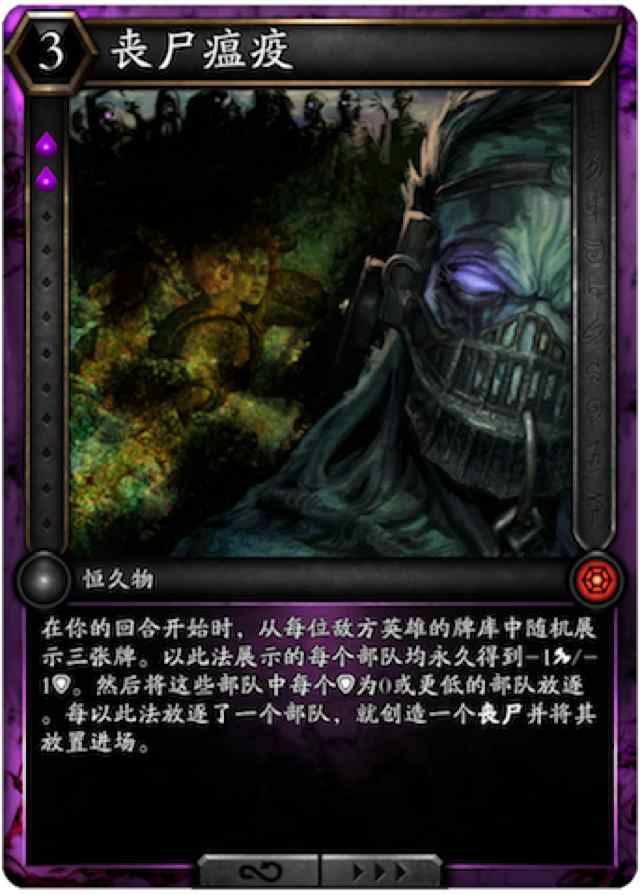 3
丧尸瘟疫
恒久物
在你的回合开始时，从每位敌方英雄的牌库中随机展
示三张牌。以此法展示的每个部队均永久得到-1/-
1。然后将这些部队中每个为0或更低的部队放逐
。每以此法放逐了一个部队，就创造一个丧尸并将其
放置进场。